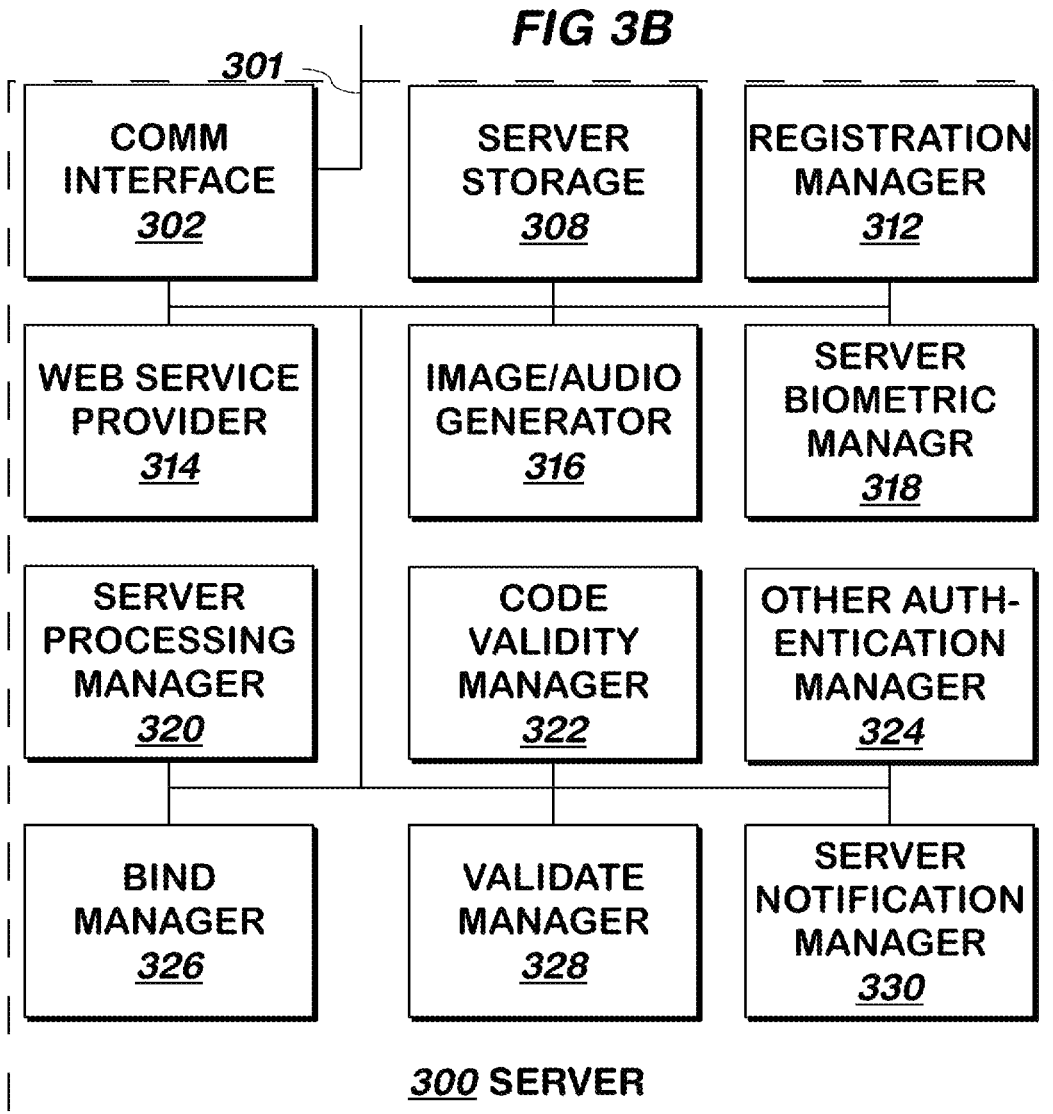 FIG 3B
301
COMM
INTERFACE
302
SERVER
STORAGE
308
REGISTRATION
MANAGER
312
WEB SERVICE
PROVIDER
314
IMAGE/AUDIO
GENERATOR
316
SERVER
BIOMETRIC
MANAGR
318
SERVER
PROCESSING
MANAGER
320
CODE
VALIDITY
MANAGER
322
OTHER AUTH-
ENTICATION
MANAGER
324
BIND
MANAGER
326
VALIDATE
MANAGER
328
SERVER
NOTIFICATION
MANAGER
330
300 SERVER